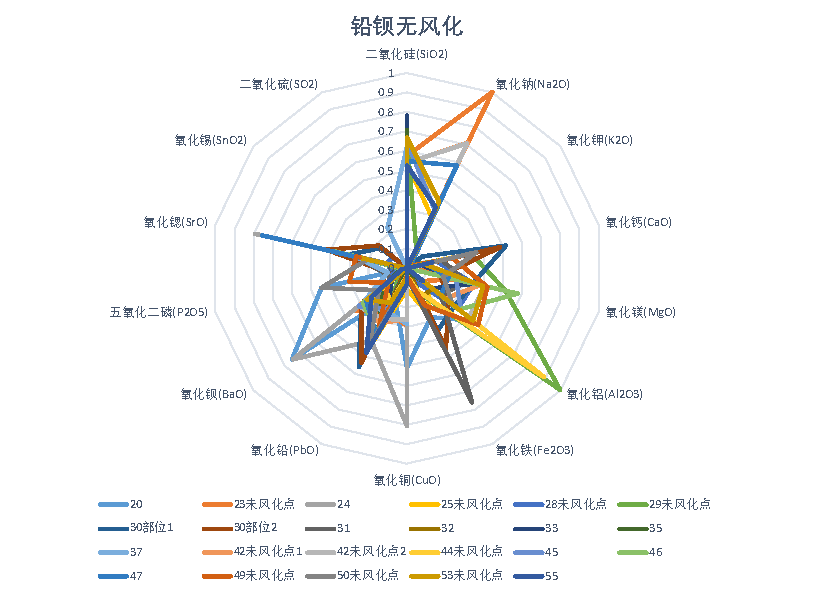 铅钡无风化
二氧化硅(SiO2)
二氧化硫(SO2)
1
氧化钠(Na2O)
0.9
0.8
氧化锡(SnO2)
0.7
氧化钾(K2O)
0.6
0.5
0.4
氧化锶(SrO)
0.3
氧化钙(CaO)
0.2
五氧化二磷(P2O5)
氧化镁(MgO)
氧化钡(BaO)
氧化铝(Al2O3)
氧化铅(PbO)
氧化铁(Fe2O3)
氧化铜(CuO)
20 23未风化点 24 25未风化点 28未风化点 29未风化点
30部位1 30部位2 31 32 33 35
37 42未风化点1 42未风化点2 44未风化点 45 46
47 49未风化点 50未风化点 53未风化点 55